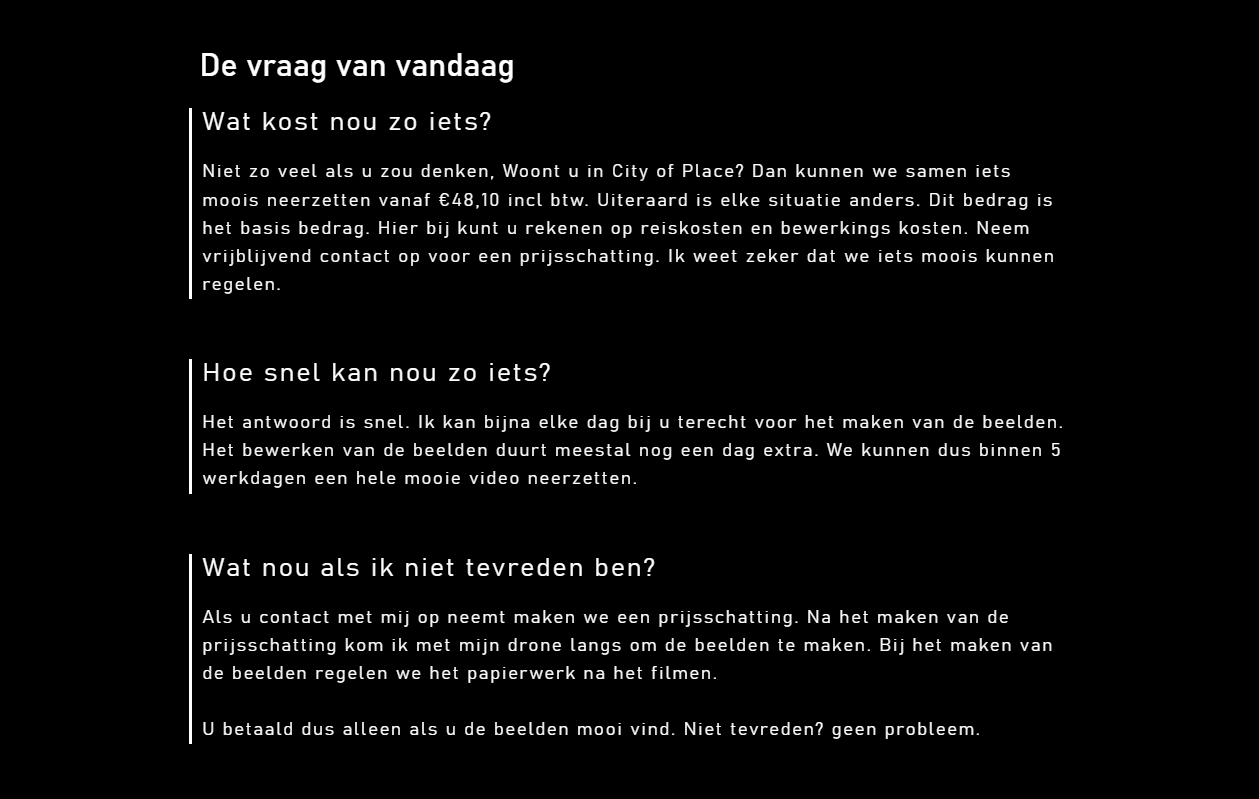 De vraag van vandaag
Wat kost nou zo iets?
Niet zo veel als u zou denken, Woont u in City of Place? Dan kunnen we samen iets
moois neerzetten vanaf €48,10 incl btw. Uiteraard is elke situatie anders. Dit bedrag is
het basis bedrag. Hier bij kunt u rekenen op reiskosten en bewerkings kosten. Neem
vrijblijvend contact op voor een prijsschatting. Ik weet zeker dat we iets moois kunnen
regelen.
Hoe snel kan nou zo iets?
Het antwoord is snel. Ik kan bijna elke dag bij u terecht voor het maken van de beelden.
Het bewerken van de beelden duurt meestal nog een dag extra. We kunnen dus binnen 5
werkdagen een hele mooie video neerzetten.
Wat nou als ik niet tevreden ben?
Als u contact met mij op neemt maken we een prijsschatting. Na het maken van de
prijsschatting kom ik met mijn drone langs om de beelden te maken. Bij het maken van
de beelden regelen we het papierwerk na het filmen.
U betaald dus alleen als u de beelden mooi vind. Niet tevreden? geen probleem.